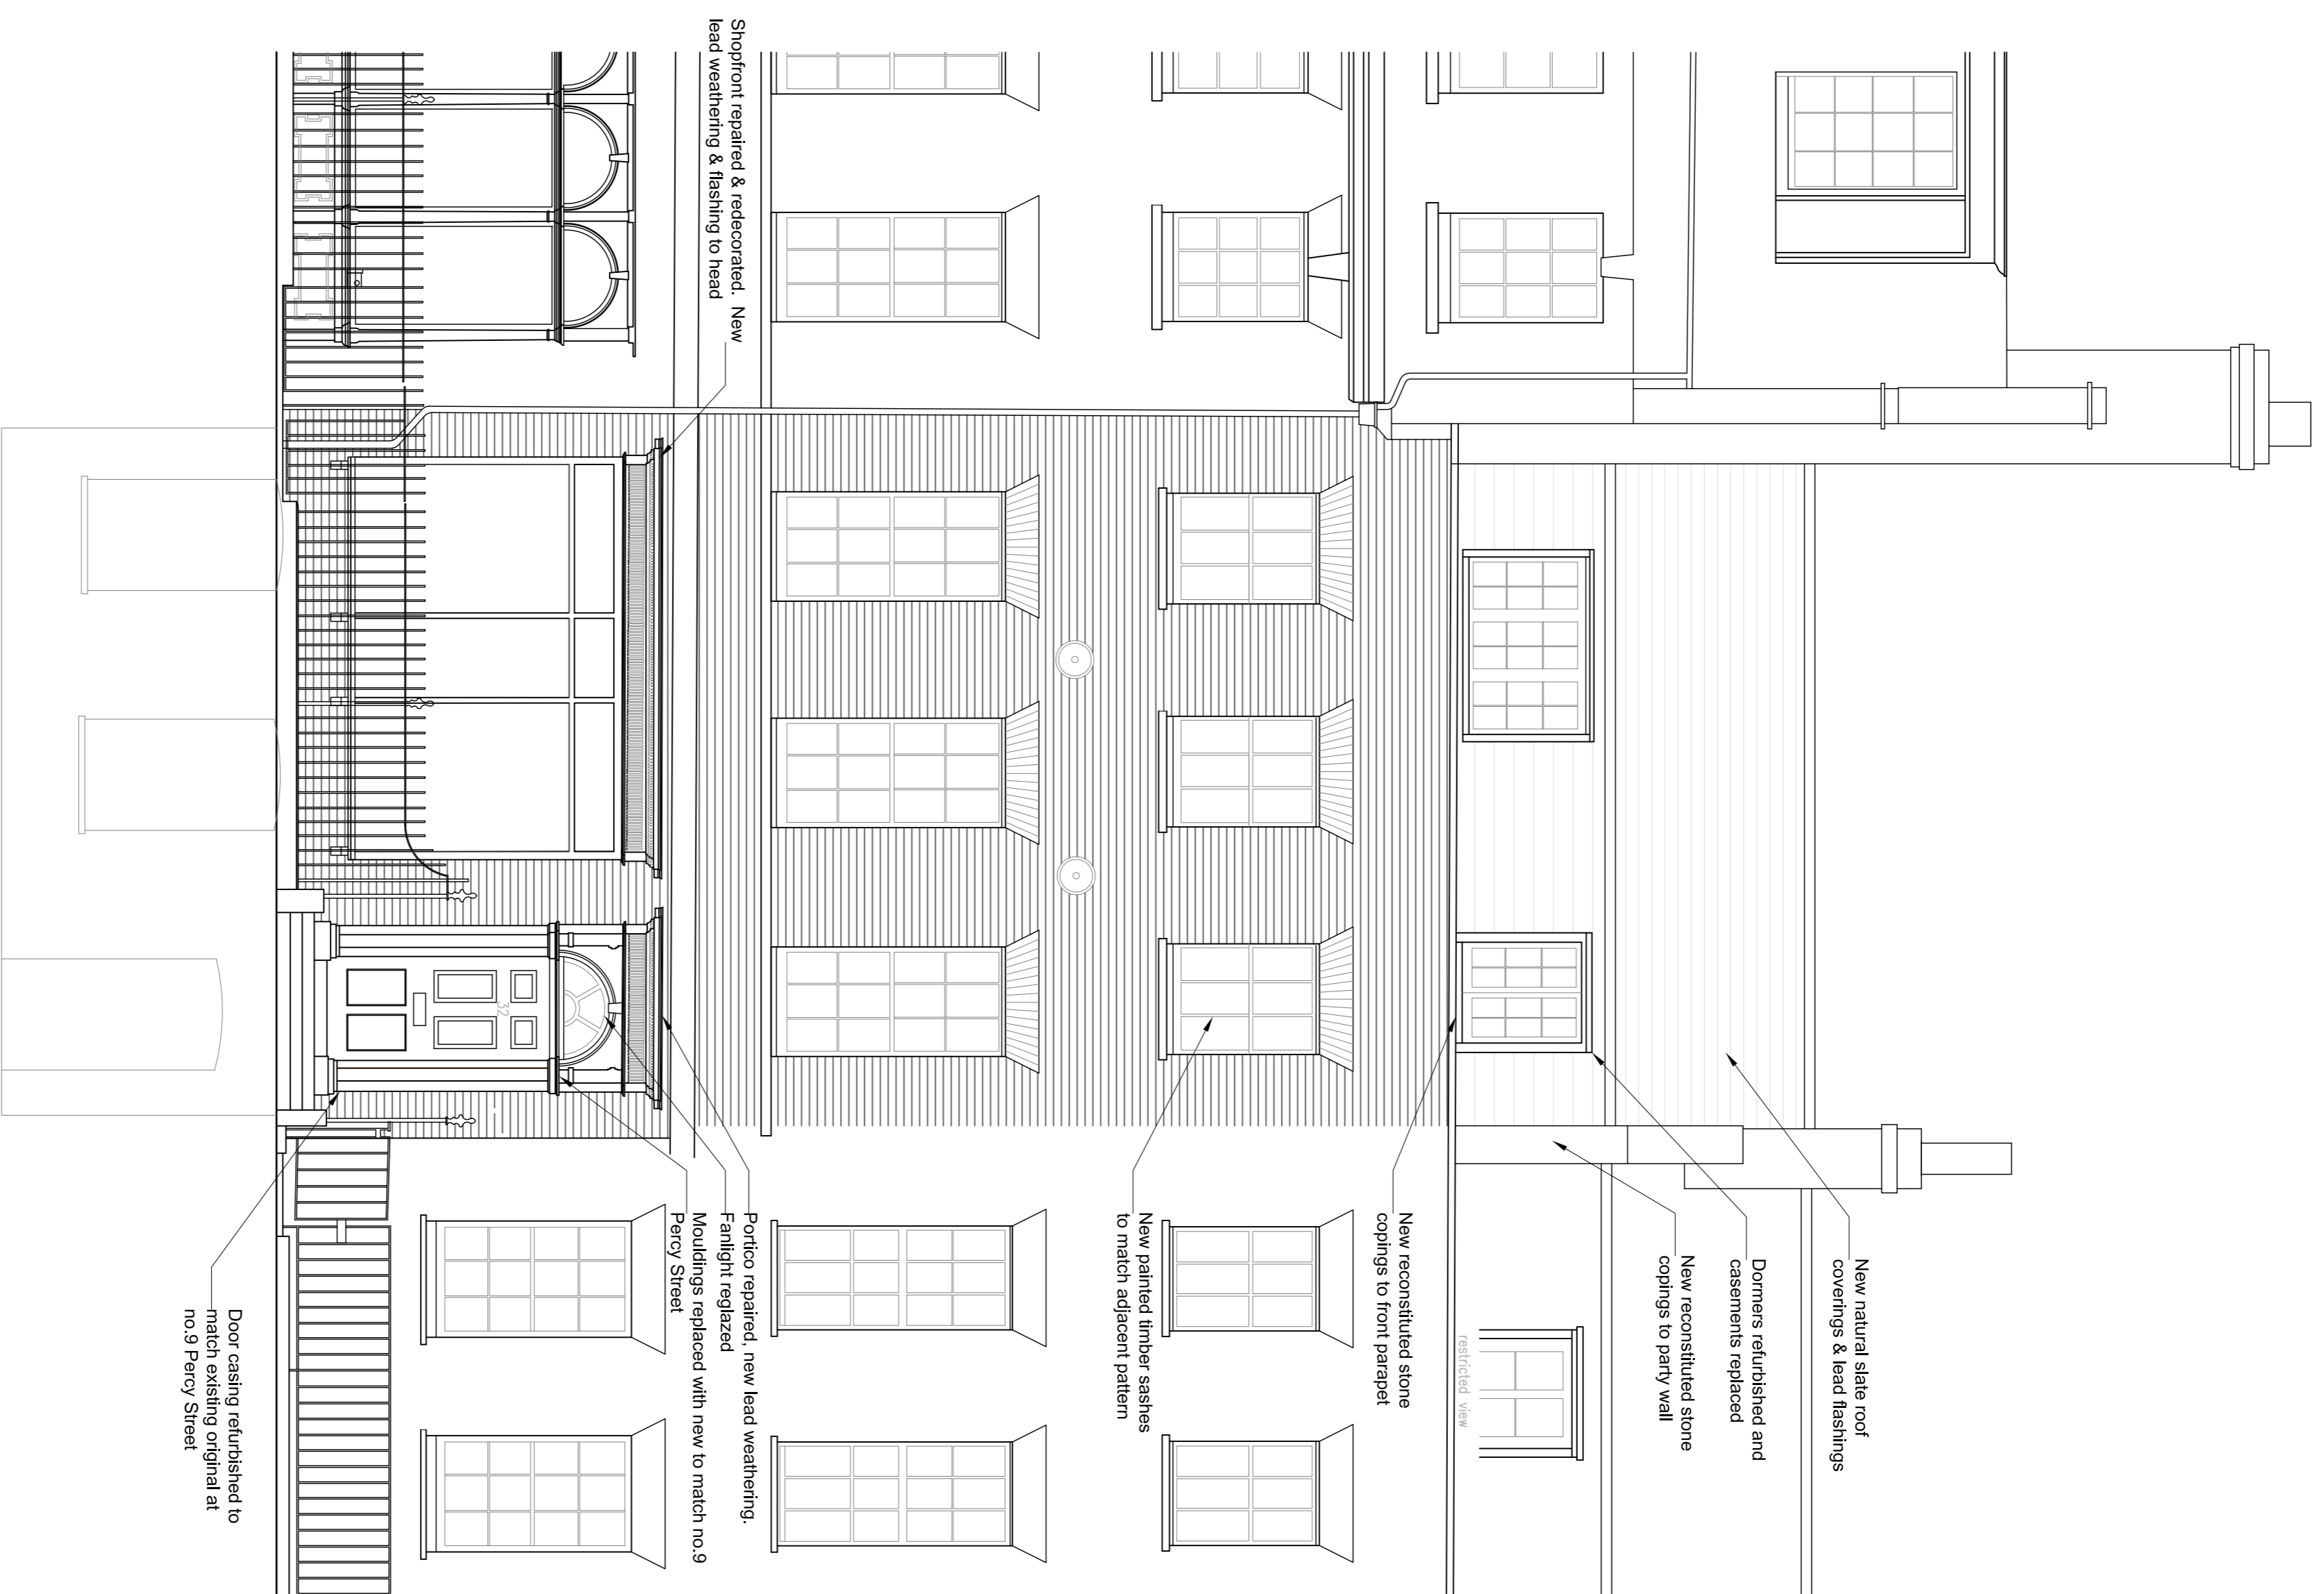 New natural slate roof
coverings & lead flashings
Dormers refurbished and
casements replaced
New reconstituted stone
copings to party wall
restricted view
New reconstituted stone
copings to front parapet
New painted timber sashes
to match adjacent pattern
Shopfront repaired & redecorated. New
lead weathering & flashing to head
Portico repaired, new lead weathering.
Fanlight reglazed
Mouldings replaced with new to match no.9
Percy Street
32
Door casing refurbished to
match existing original at
no.9 Percy Street